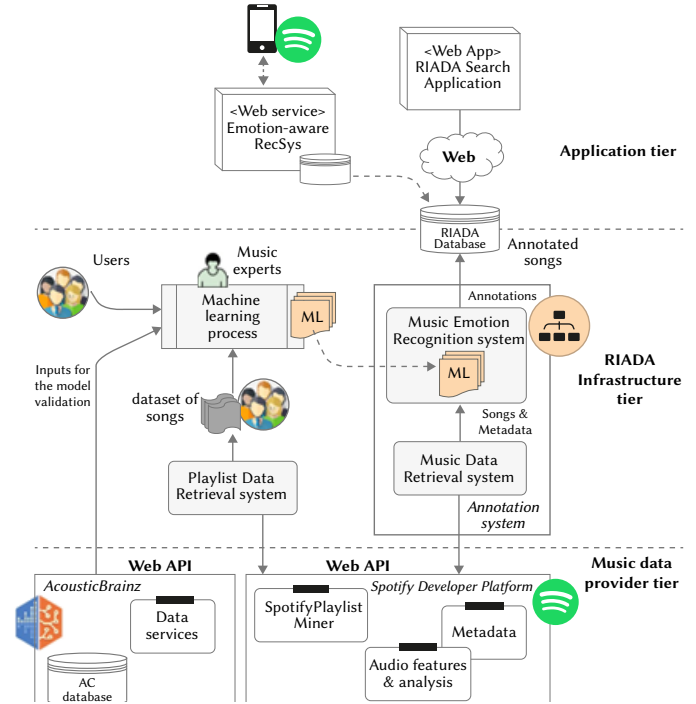 <Web App>
RIADA Search
Application
<Web service>
Emotion-aware
RecSys
Web
Application tier
RIADA
Database
Annotated
songs
Users
Music
experts
Machine
learning
process
ML
Annotations
Music Emotion
Recognition system
ML
RIADA
Infrastructure
tier
Inputs for
the model
validation
dataset of
songs
Songs &
Metadata
Playlist Data
Retrieval system
Music Data
Retrieval system
Annotation
system
Music data
provider tier
Web API
Web API
AcousticBrainz
Spotify Developer Platform
Data
services
SpotifyPlaylist
Miner
Metadata
Audio features
& analysis
AC
database